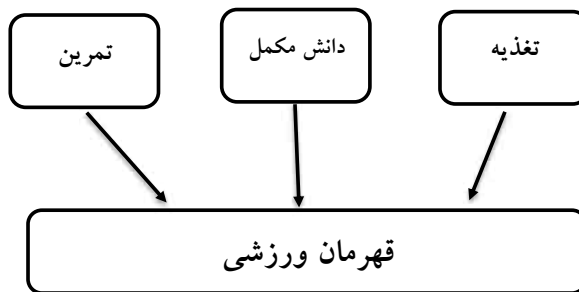 تغذیه
دانش مکمل
تمرین
قهرمان ورزشی